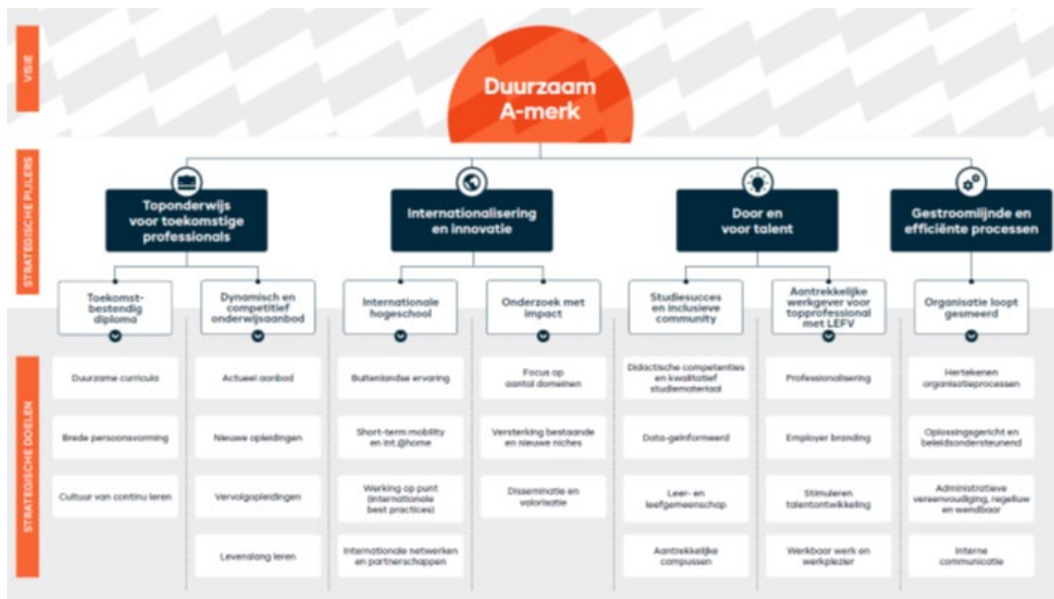 VISIE
Duurzaam
A-merk
STRATEGISCHE PIJLERS
Toponderwijs
voor toekomstige
professionals
Internationalisering
en innovatie
Door en
voor talent
Gestroomlijnde en
efficiënte processen
Toekomst-
bestendig
diploma
Dynamisch en
competitief
onderwijsaanbod
Internationale
hogeschool
Onderzoek met
impact
Studiesucces
en inclusieve
community
Aantrekkelijke
werkgever voor
topprofessional
met LEFV
Organisatie loopt
gesmeerd
STRATEGISCHE DOELEN
Duurzame curricula
Brede persoonsvorming
Cultuur van continu leren
Actueel aanbod
Nieuwe opleidingen
Vervolgopleidingen
Levenslang leren
Buitenlandse ervaring
Short-term mobility
en int.@home
Werking op punt
(internationale
best practices)
Internationale netwerken
en partnerschappen
Focus op
aantal domeinen
Versterking bestaande
en nieuwe niches
Disseminatie en
valorisatie
Didactische competenties
en kwalitatief
studiemateriaal
Data-geïnformeerd
Leer- en
leefgemeenschap
Aantrekkelijke
campussen
Professionalisering
Employer branding
Stimuleren
talentontwikkeling
Werkbaar werk en
werkplezier
Hertekenen
organisatieprocessen
Oplossingsgericht en
beleidsondersteunend
Administratieve
vereenvoudiging, regelluw
en wendbaar
Interne
communicatie